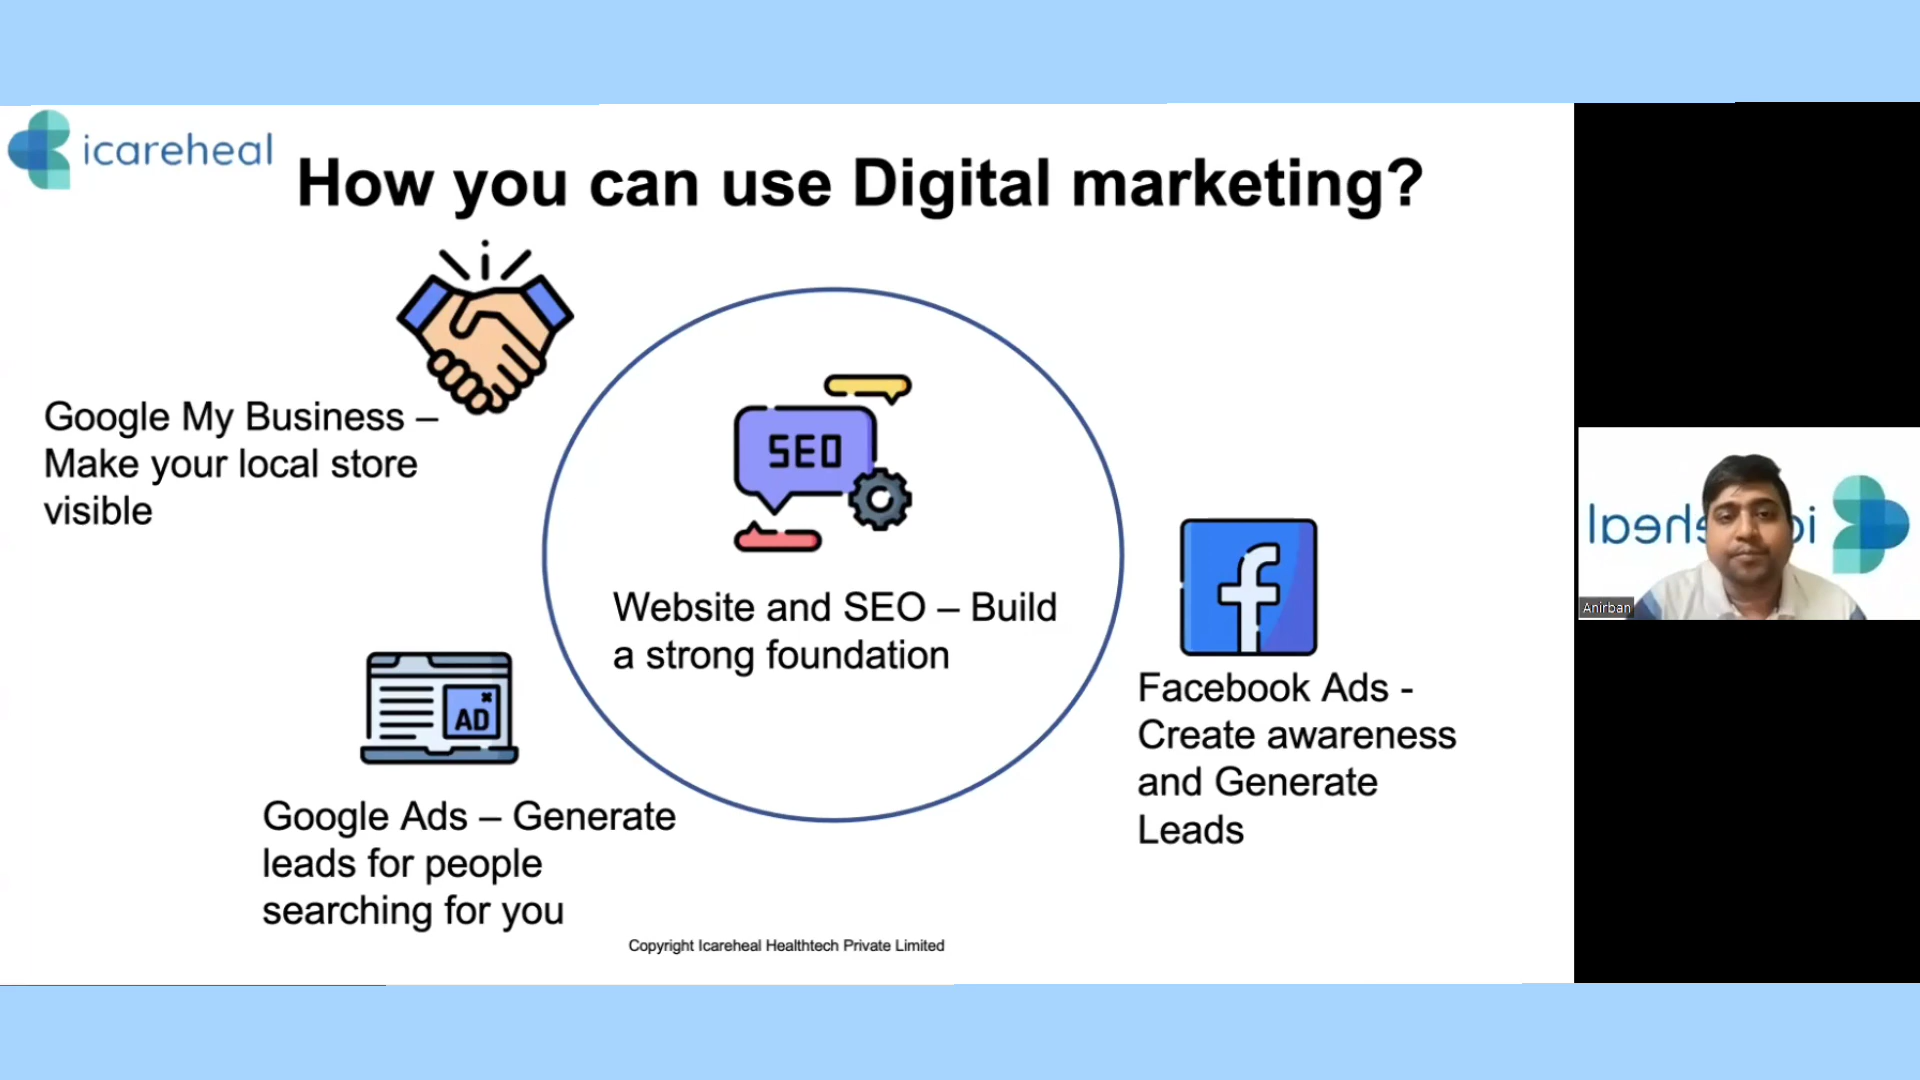 icareheal
How you can use Digital marketing?
Google My Business –
Make your local store
visible
SEO
Website and SEO – Build
a strong foundation
AD
Google Ads – Generate
leads for people
searching for you
f
Facebook Ads -
Create awareness
and Generate
Leads
Copyright Icareheal Healthtech Private Limited
icareheal
Anirban